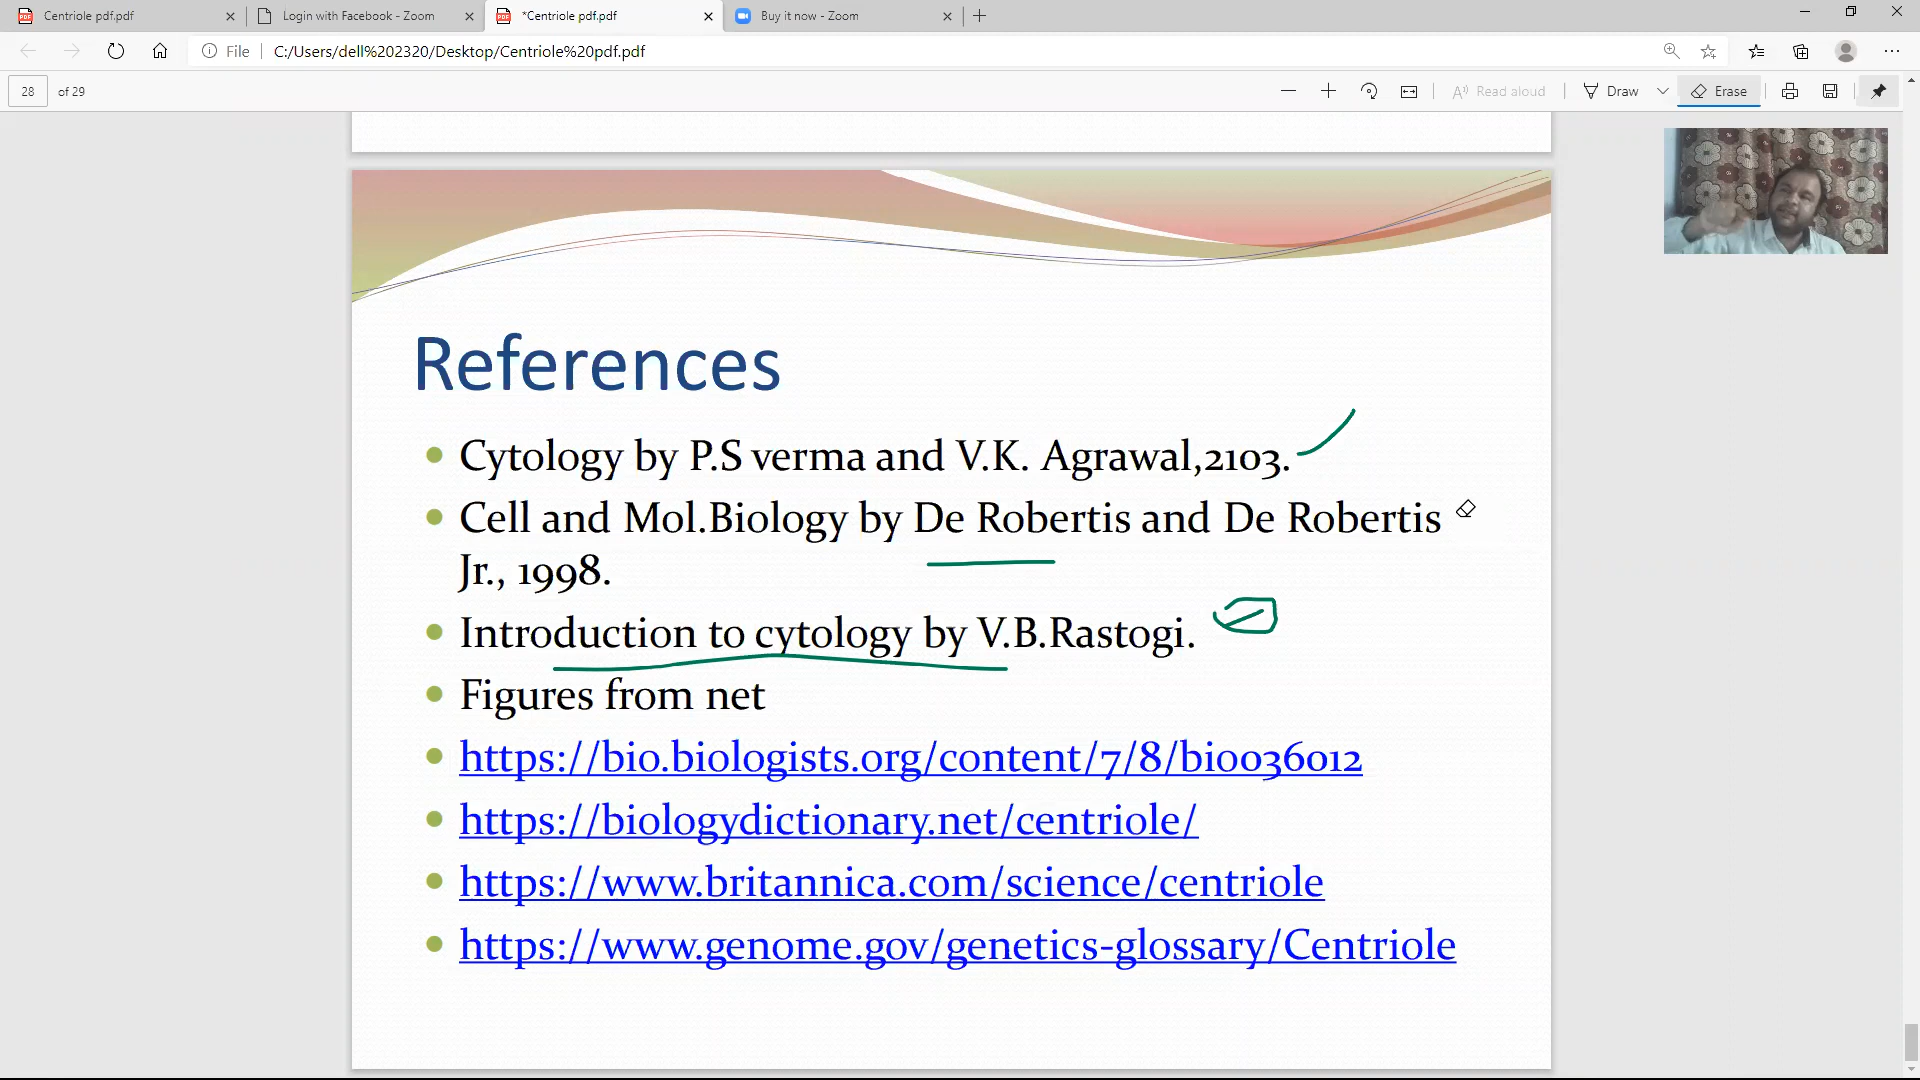 Centriole pdf.pdf
Login with Facebook - Zoom
*Centriole pdf.pdf
Buy it now - Zoom
File
C:/Users/dell%202320/Desktop/Centriole%20pdf.pdf
28 of 29
Read aloud
Draw
Erase
References
Cytology by P.S verma and V.K. Agrawal,2103.
Cell and Mol.Biology by De Robertis and De Robertis
Jr., 1998.
Introduction to cytology by V.B.Rastogi.
Figures from net
https://bio.biologists.org/content/7/8/bio036012
https://biologydictionary.net/centriole/
https://www.britannica.com/science/centriole
https://www.genome.gov/genetics-glossary/Centriole